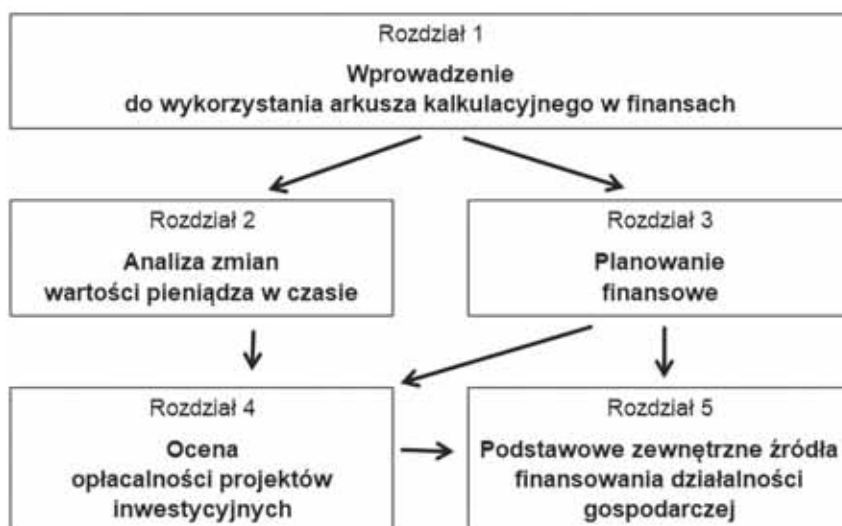 Rozdział 1
Wprowadzenie
do wykorzystania arkusza kalkulacyjnego w finansach
Rozdział 2
Analiza zmian
wartości pieniądza w czasie
Rozdział 3
Planowanie
finansowe
Rozdział 4
Ocena
opłacalności projektów
inwestycyjnych
Rozdział 5
Podstawowe zewnętrzne źródła
finansowania działalności
gospodarczej